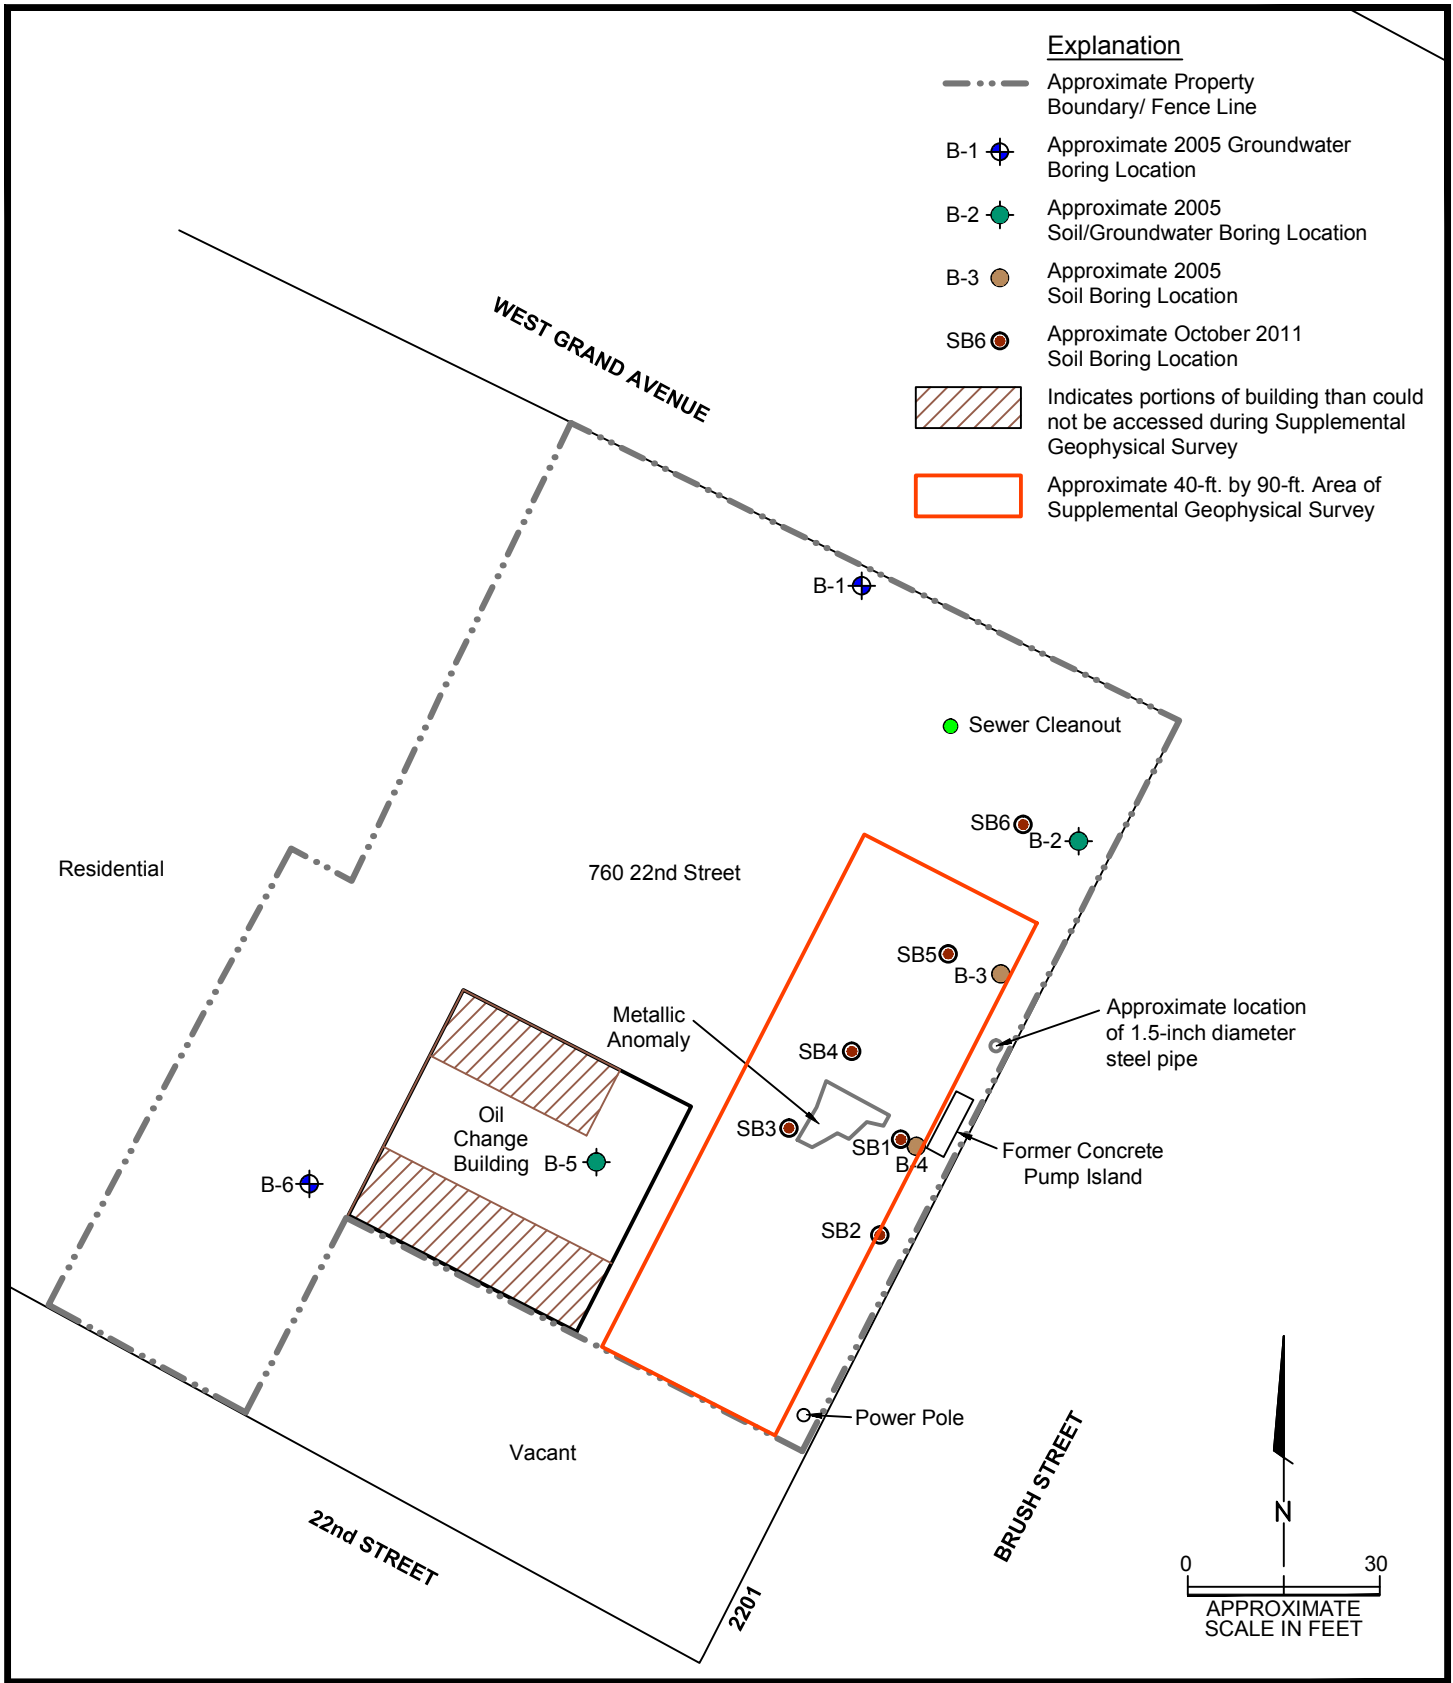 Explanation
Approximate Property
Boundary/ Fence Line
B-1
Approximate 2005 Groundwater
Boring Location
B-2
Approximate 2005
Soil/Groundwater Boring Location
B-3
Approximate 2005
Soil Boring Location
SB6
Approximate October 2011
Soil Boring Location
Indicates portions of building than could
not be accessed during Supplemental
Geophysical Survey
Approximate 40-ft. by 90-ft. Area of
Supplemental Geophysical Survey
WEST GRAND AVENUE
B-1
Sewer Cleanout
SB6
B-2
Residential
760 22nd Street
SB5
B-3
Metallic
Anomaly
Approximate location
of 1.5-inch diameter
steel pipe
SB4
Oil
Change
Building
B-5
SB3
SB1
B-4
Former Concrete
Pump Island
B-6
SB2
Power Pole
Vacant
22nd STREET
2201
BRUSH STREET
N
0
30
APPROXIMATE
SCALE IN FEET